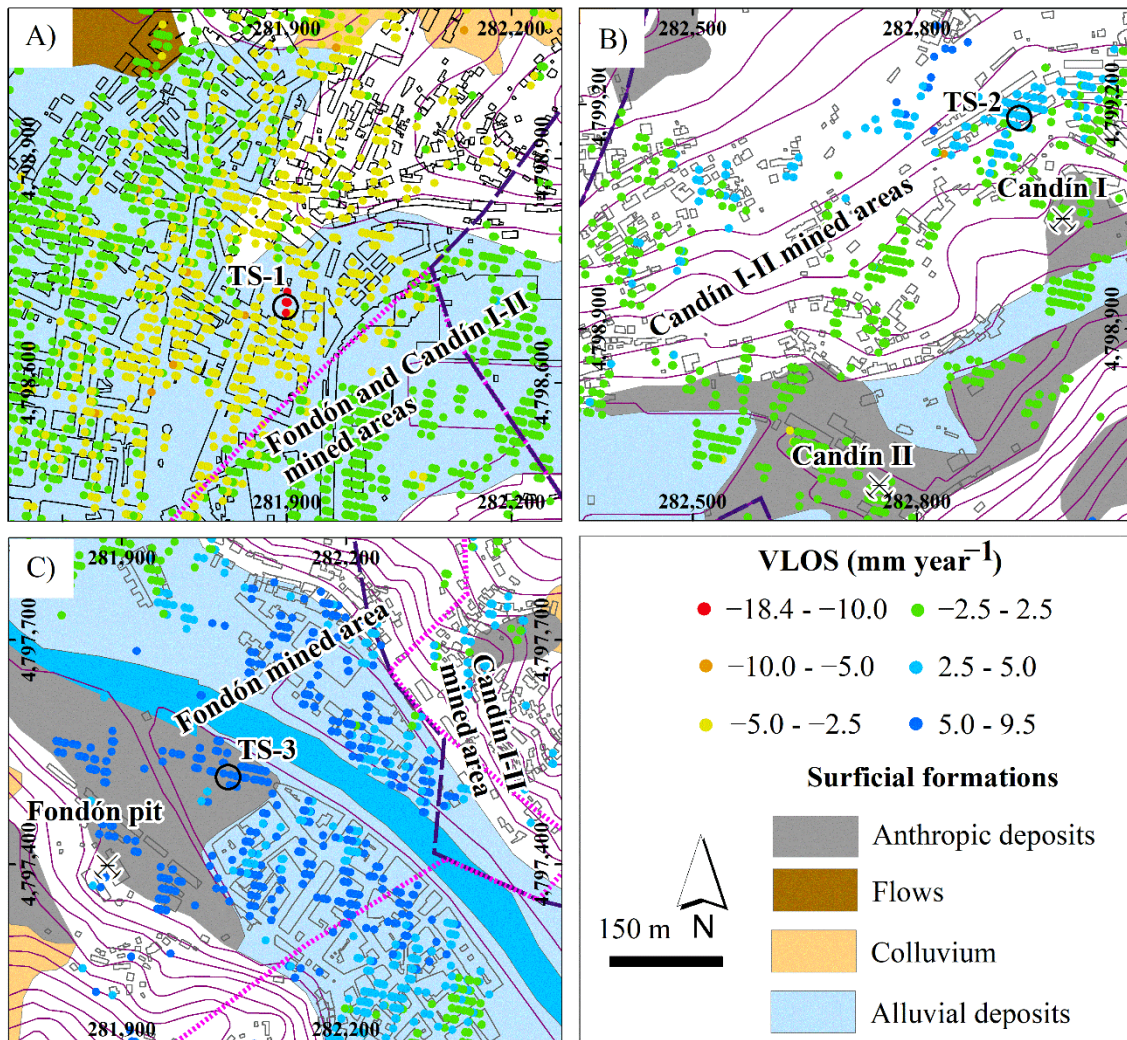 A)
281,900
282,200
4,798,900
4,798,900
TS-1
4,798,600
4,798,600
Fondón and Candín I-II
mined areas
281,900
282,200
B)
282,500
282,800
4,799,200
4,799,200
TS-2
Candín I
Candín I-II mined areas
4,798,900
4,798,900
Candín II
282,500
282,800
C)
281,900
282,200
4,797,700
4,797,700
Fondón mined area
Candín I-II
mined area
TS-3
Fondón pit
4,797,400
4,797,400
281,900
282,200
VLOS (mm year⁻¹)
−18.4 - −10.0
−2.5 - 2.5
−10.0 - −5.0
2.5 - 5.0
−5.0 - −2.5
5.0 - 9.5
Surficial formations
Anthropic deposits
Flows
Colluvium
Alluvial deposits
150 m
N